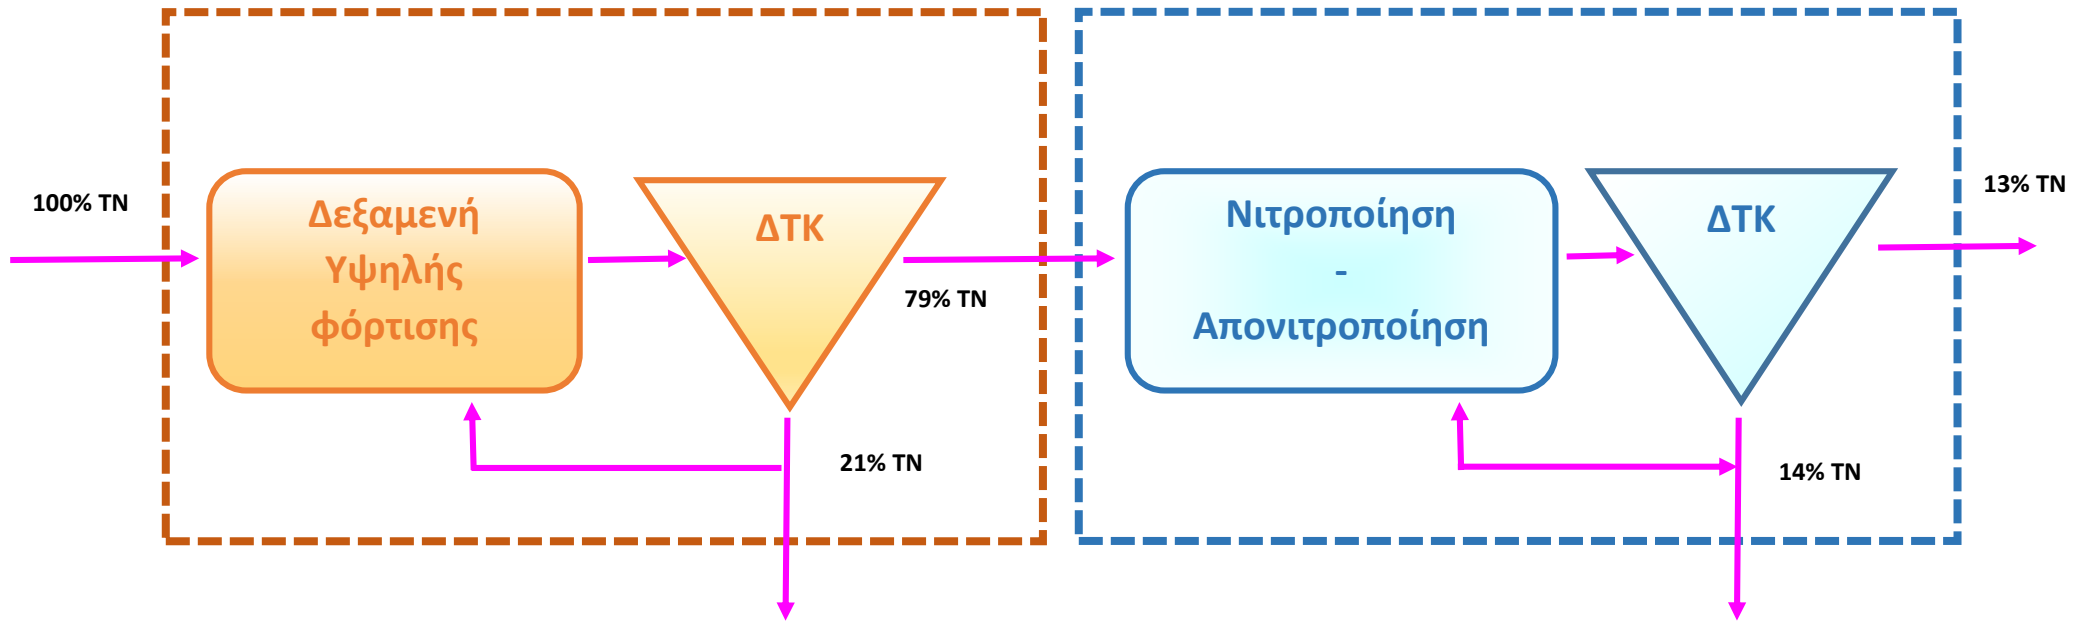 100% TN
Δεξαμενή
Υψηλής
φόρτισης
ΔΤΚ
79% TN
21% TN
Νιτροποίηση
-
Απονιτροποίηση
ΔΤΚ
13% TN
14% TN